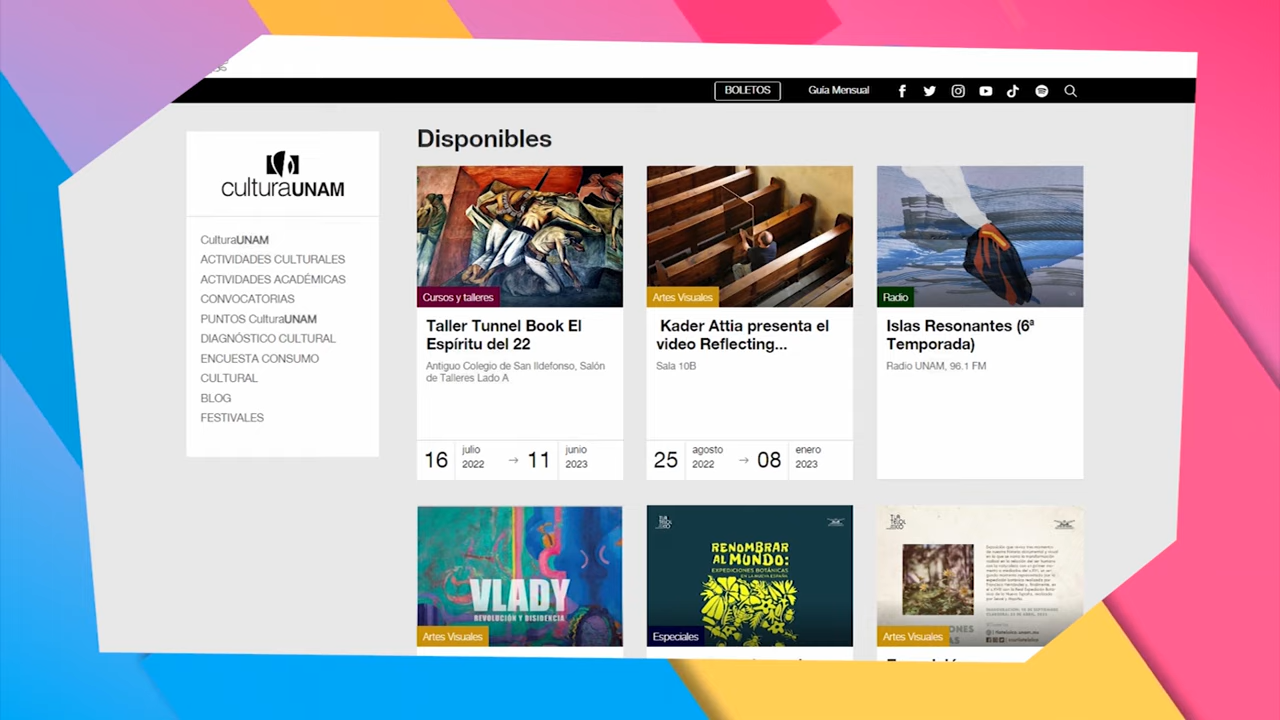 BOLETOS
Guía Mensual
culturaUNAM
CulturaUNAM
ACTIVIDADES CULTURALES
ACTIVIDADES ACADÉMICAS
CONVOCATORIAS
PUNTOS CulturaUNAM
DIAGNÓSTICO CULTURAL
ENCUESTA CONSUMO
CULTURAL
BLOG
FESTIVALES
Disponibles
Cursos y talleres
Taller Tunnel Book El
Espíritu del 22
Antiguo Colegio de San Ildefonso, Salón
de Talleres Lado A
16 julio 2022 → 11 junio 2023
Artes Visuales
Kader Attia presenta el
video Reflecting...
Sala 10B
25 agosto 2022 → 08 enero 2023
Radio
Islas Resonantes (6ª
Temporada)
Radio UNAM, 96.1 FM
VLADY
REVOLUCIÓN Y DISIDENCIA
Artes Visuales
RENOMBRAR
AL MUNDO:
EXPEDICIONES BOTÁNICAS
EN LA NUEVA ESPAÑA
Especiales
Artes Visuales